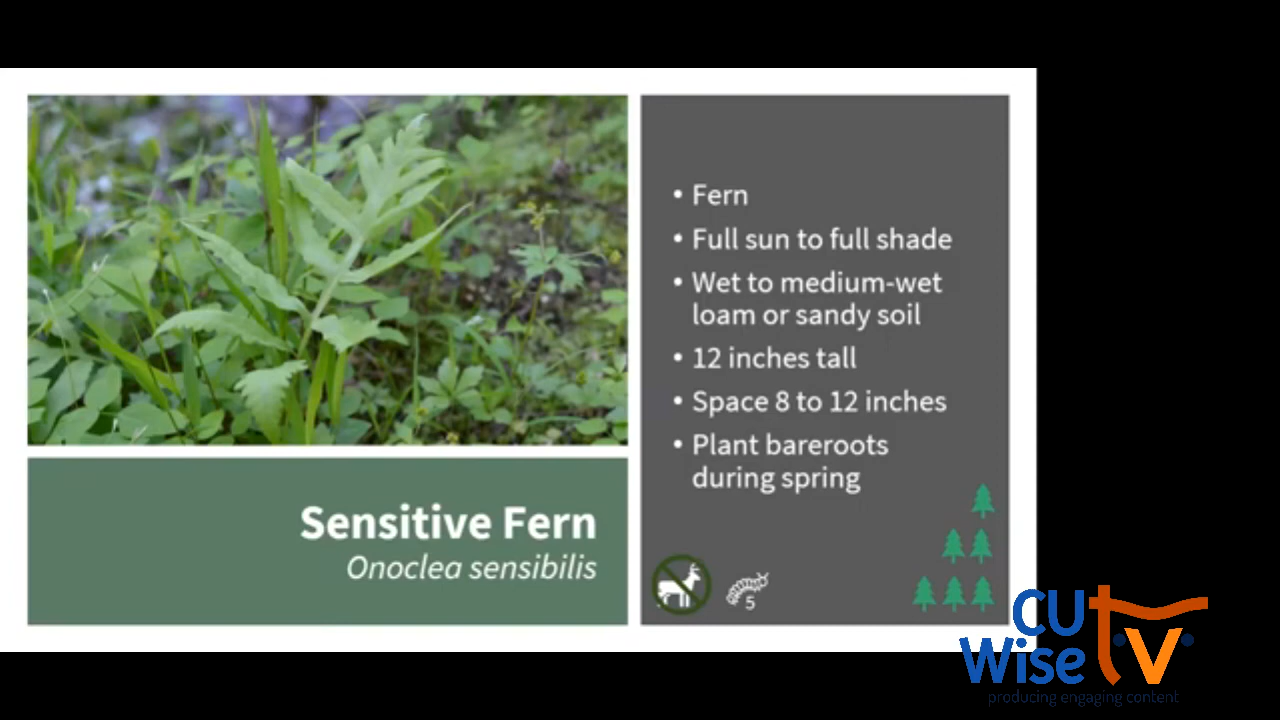 Sensitive Fern
Onoclea sensibilis
• Fern
• Full sun to full shade
• Wet to medium-wet
loam or sandy soil
• 12 inches tall
• Space 8 to 12 inches
• Plant bareroots
during spring
5
CU
Wise tv
producing engaging content